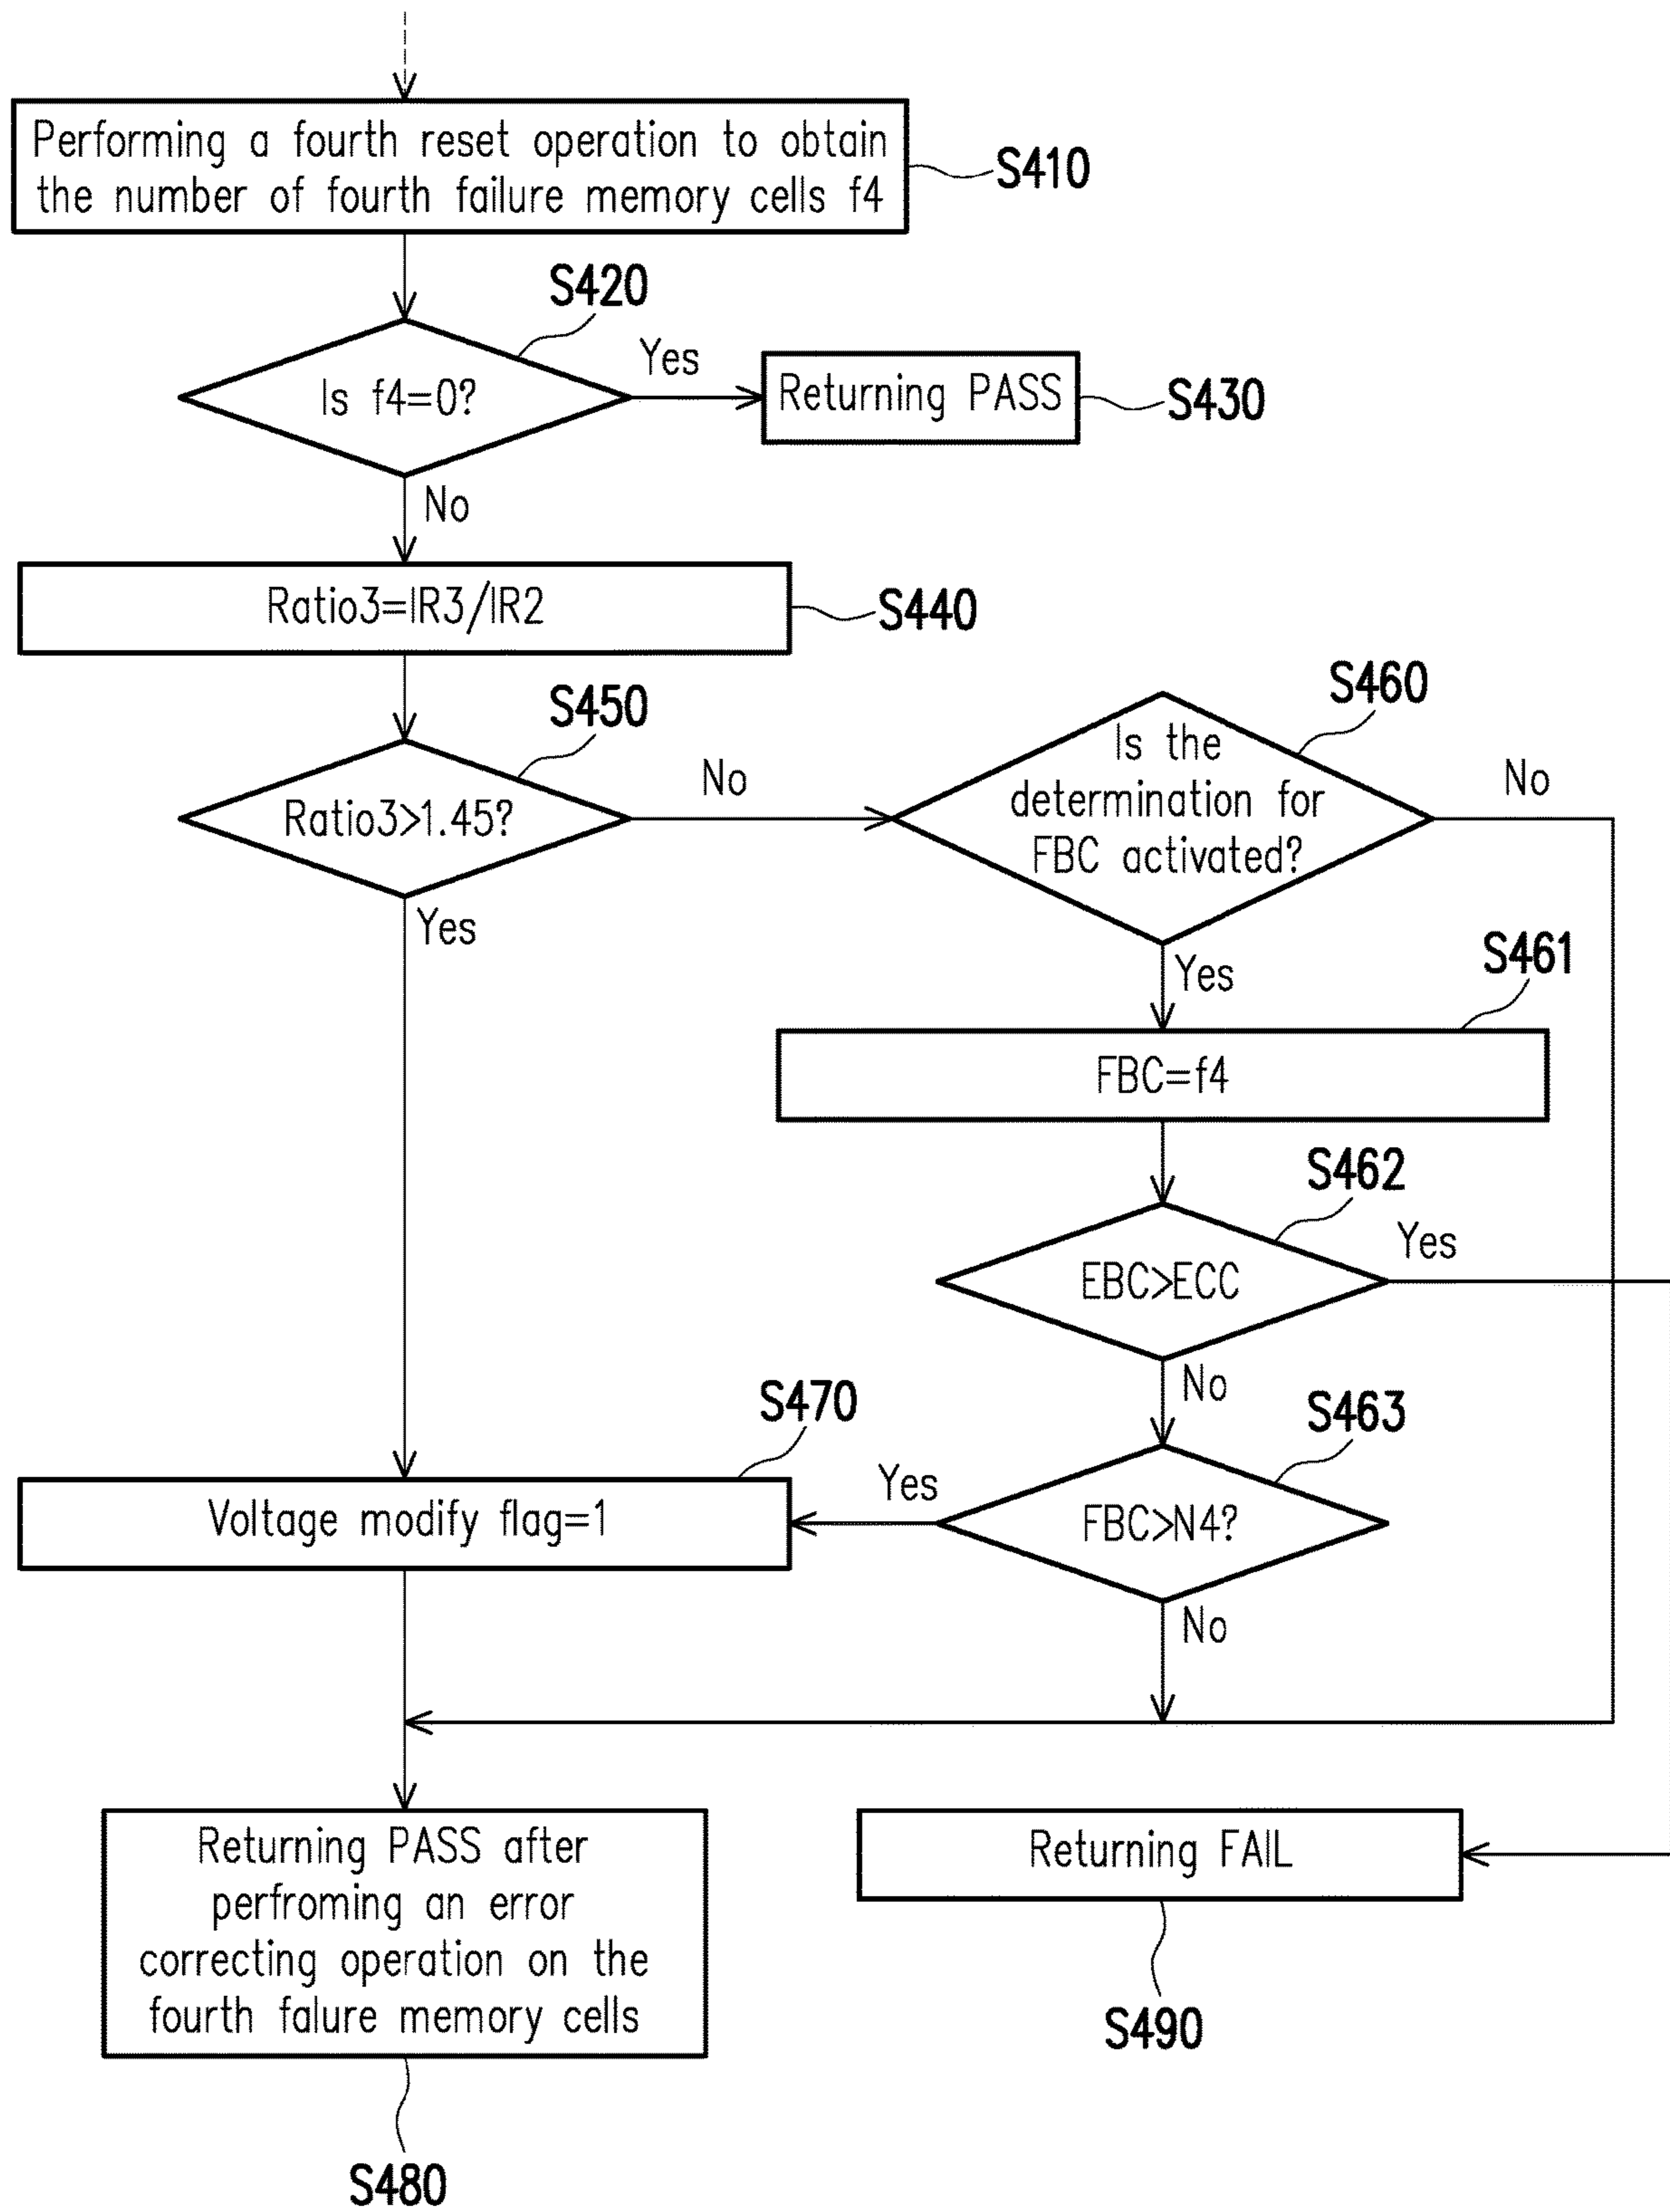 Performing a fourth reset operation to obtain
the number of fourth failure memory cells f4
S410
S420
Is f4=0?
Yes
Returning PASS
S430
No
Ratio3=IR3/IR2
S440
S450
Ratio3>1.45?
No
S460
Is the
determination for
FBC activated?
No
Yes
Yes
S461
FBC=f4
S462
EBC>ECC
Yes
No
S463
S470
Voltage modify flag=1
Yes
FBC>N4?
No
Returning PASS after
perfroming an error
correcting operation on the
fourth falure memory cells
S480
Returning FAIL
S490